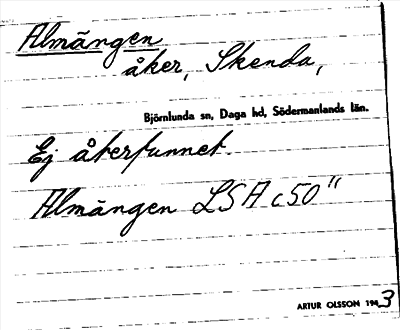 Almängen
åker, Skenda,
Björnlunda sn, Daga hd, Södermanlands län.
Ej återfunnet.
Almängen LSA c50"
ARTUR OLSSON 1943